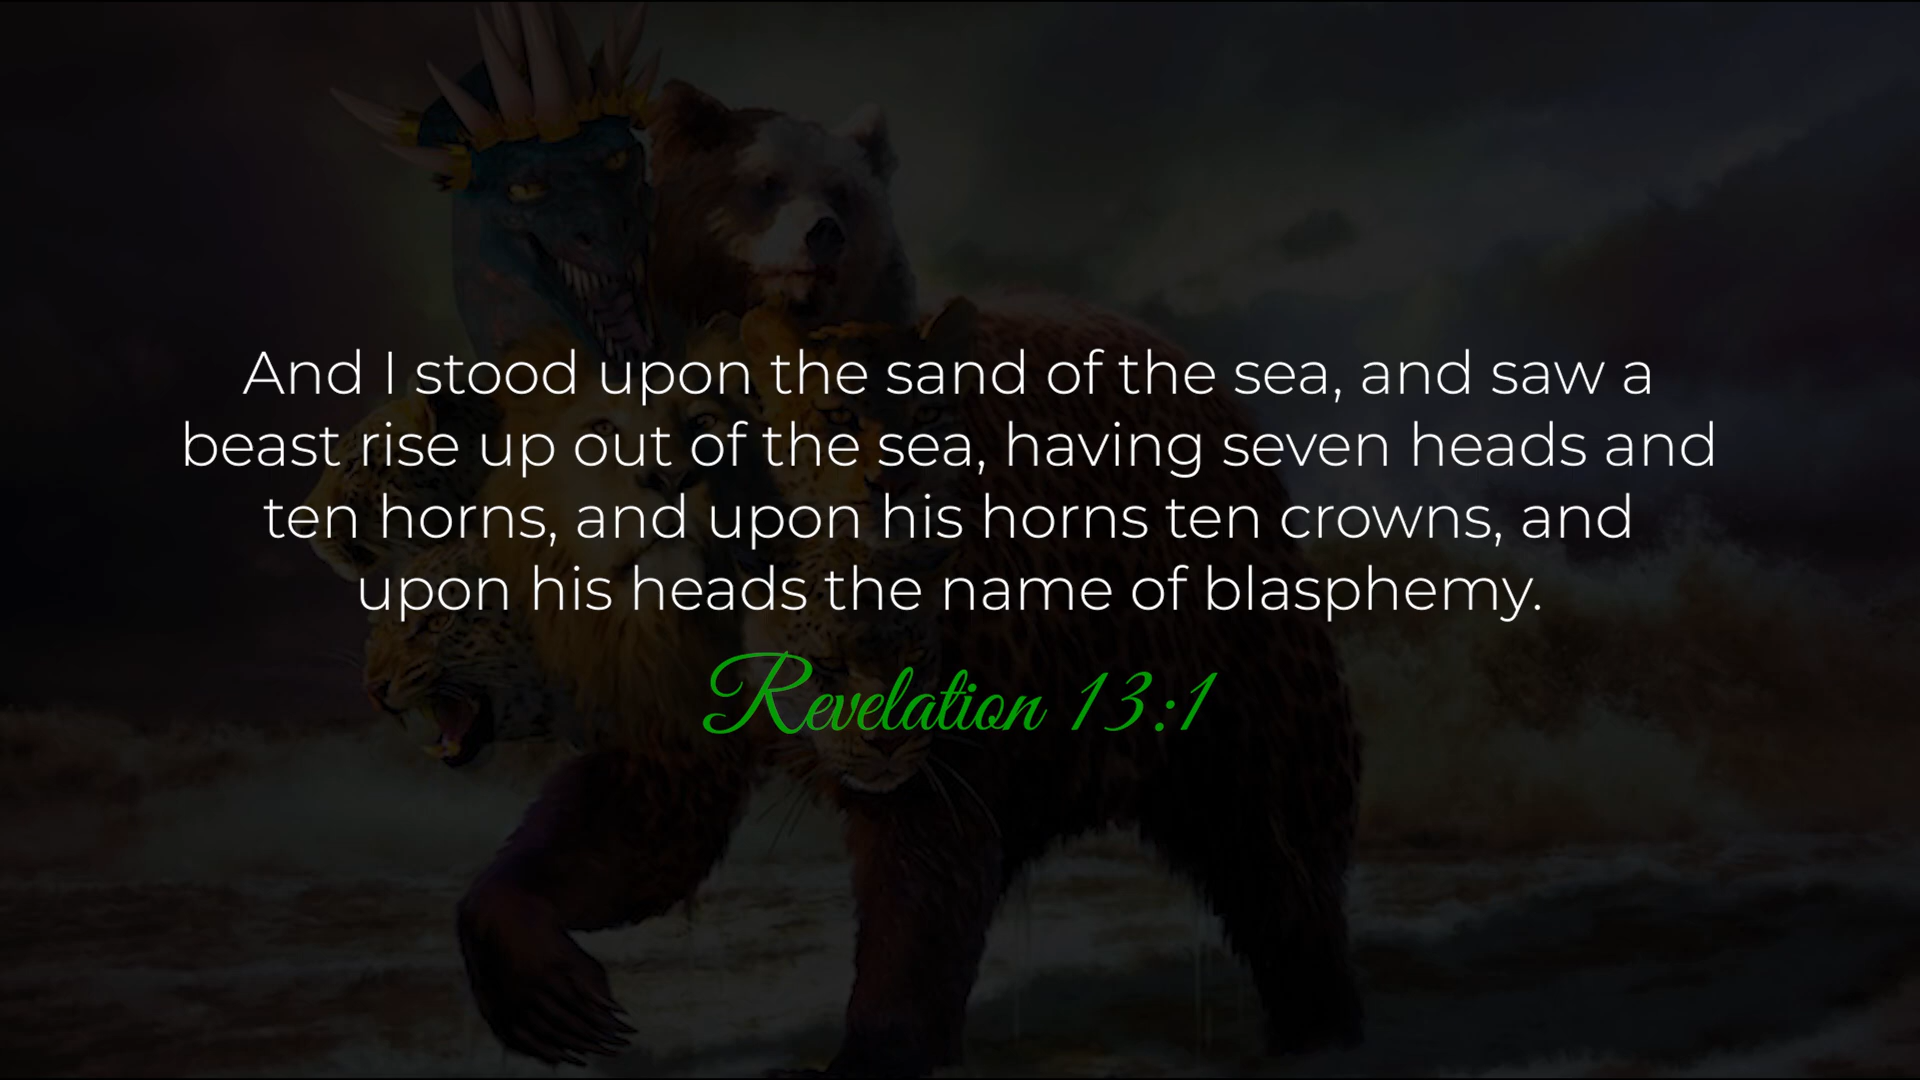 And I stood upon the sand of the sea, and saw a
beast rise up out of the sea, having seven heads and
ten horns, and upon his horns ten crowns, and
upon his heads the name of blasphemy.
Revelation 13:1